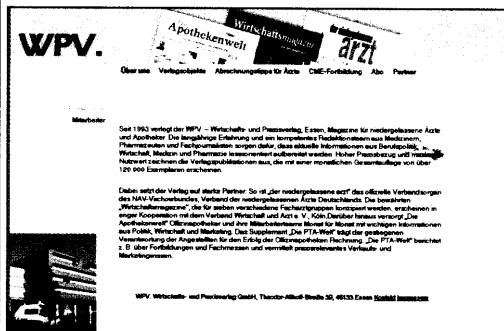 WPV.
Apothekenwelt
Wirtschaftsmagazin
der niedergelassene
arzt
Über uns Verlagsobjekte Abrechnungstipps für Ärzte CME-Fortbildung Abo Partner
Mitarbeiter
Seit 1993 verlegt der WPV – Wirtschafts- und Praxisverlag, Essen, Magazine für niedergelassene Ärzte
und Apotheker. Die langjährige Erfahrung und ein kompetentes Redaktionsteam aus Medizinern,
Pharmazeuten und Fachjournalisten sorgen dafür, dass aktuelle Informationen aus Berufspolitik,
Wirtschaft, Medizin und Pharmazie leserorientiert aufbereitet werden. Hoher Praxisbezug und
Nutzwert zeichnen die Verlagspublikationen aus, die mit einer monatlichen Gesamtauflage von über
120 000 Exemplaren erscheinen.
Dabei setzt der Verlag auf starke Partner. So ist „der niedergelassene arzt“ das offizielle Verbandsorgan
des NAV-Virchowbundes, Verband der niedergelassenen Ärzte Deutschlands. Die bewährten
„Wirtschaftsmagazine“, die für sieben verschiedene Facharztgruppen konzipiert werden, erscheinen in
enger Kooperation mit dem Verband Wirtschaft und Arzt e. V., Köln.Darüber hinaus versorgt „Die
Apothekenwelt“ Offizinapotheker und ihre Mitarbeiterteams Monat für Monat mit wichtigen Informationen
aus Politik, Wirtschaft und Marketing. Das Supplement „Die PTA-Welt“ trägt der gestiegenen
Verantwortung der Angestellten für den Erfolg der Offizinapotheken Rechnung. „Die PTA-Welt“ berichtet
z. B. über Fortbildungen und Fachmessen und vermittelt praxisrelevantes Verkaufs- und
Marketingwissen.
WPV. Wirtschafts- und Praxisverlag GmbH, Theodor-Althoff-Straße 39, 45133 Essen Kontakt Impressum